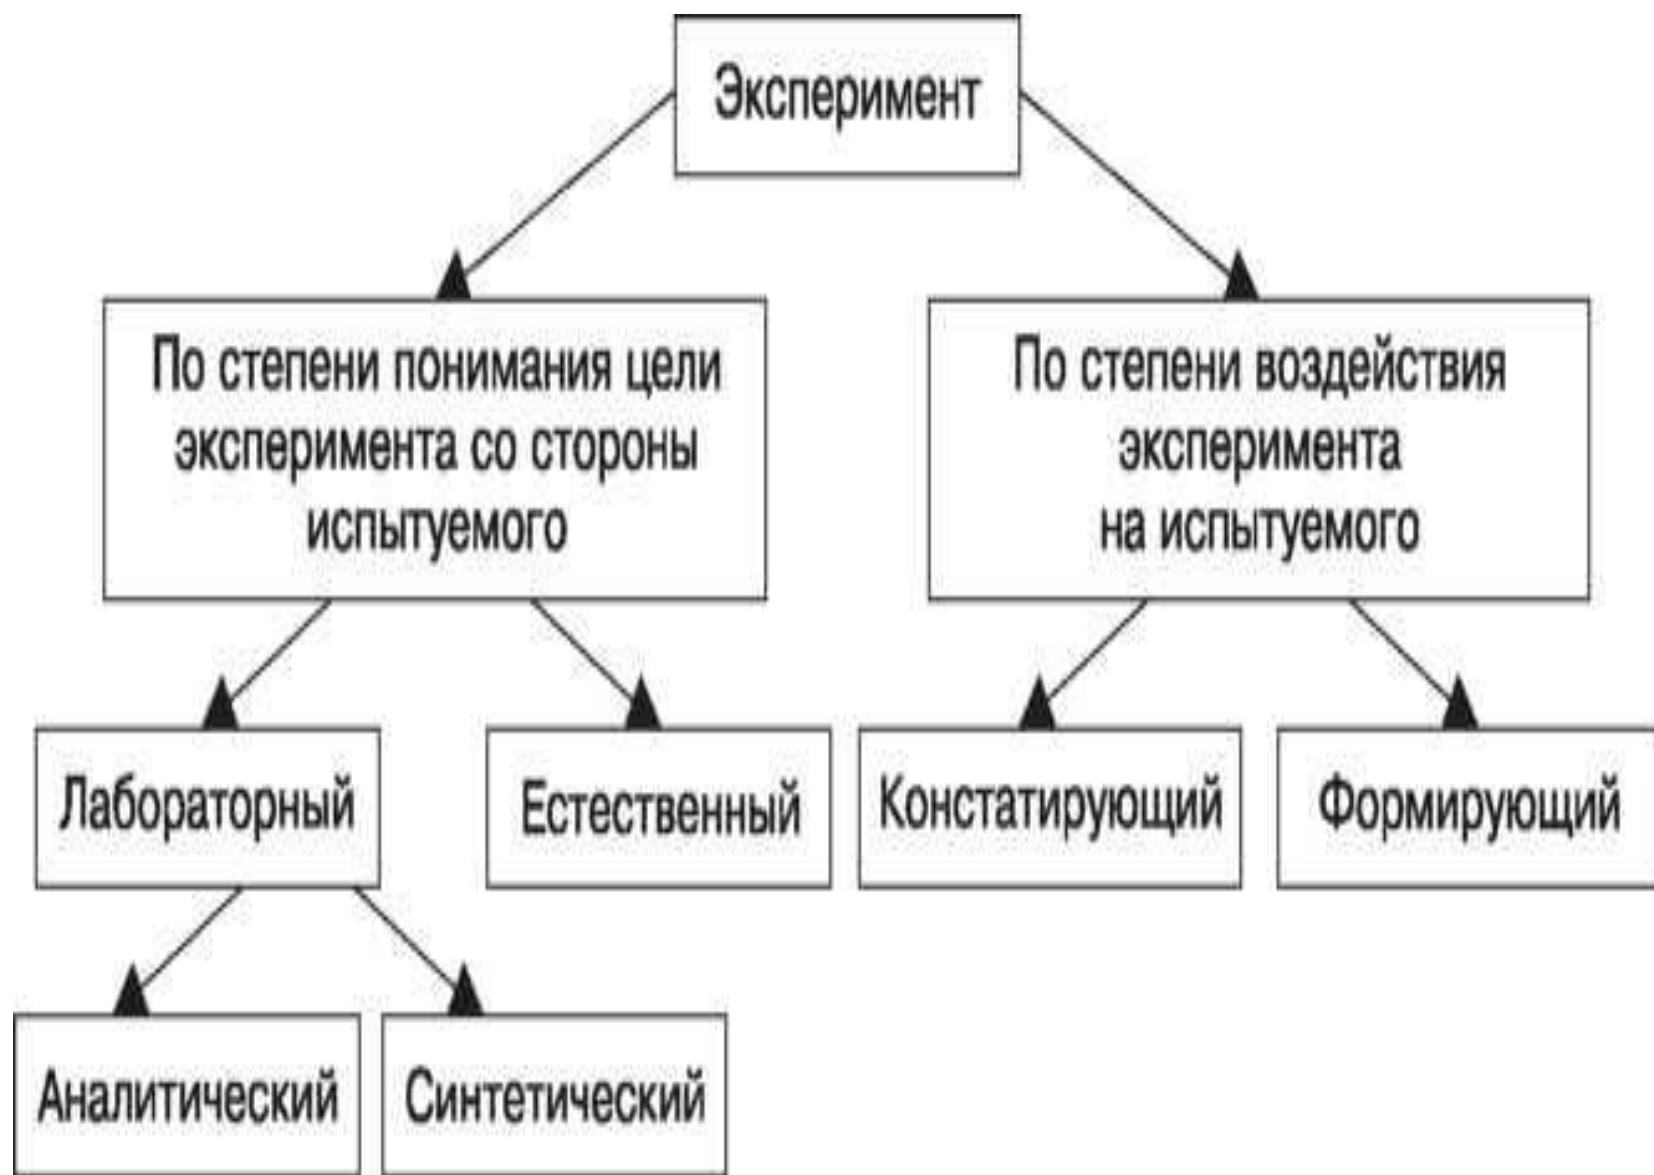 Эксперимент
По степени понимания цели
эксперимента со стороны
испытуемого
По степени воздействия
эксперимента
на испытуемого
Лабораторный
Естественный
Констатирующий
Формирующий
Аналитический
Синтетический